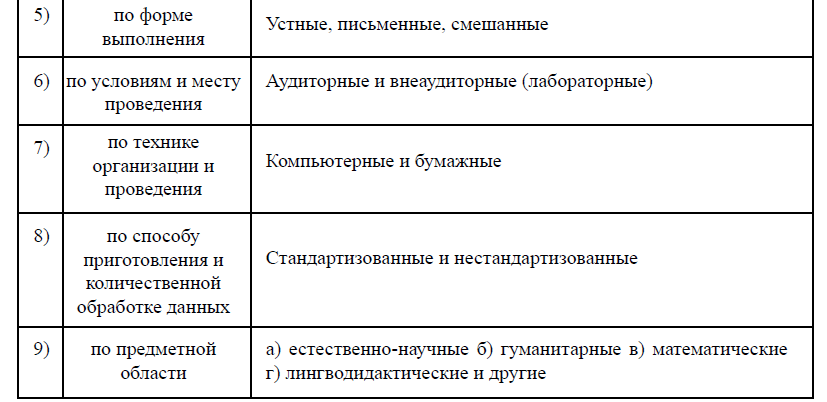 5) по форме выполнения Устные, письменные, смешанные
6) по условиям и месту проведения Аудиторные и внеаудиторные (лабораторные)
7) по технике организации и проведения Компьютерные и бумажные
8) по способу приготовления и количественной обработке данных Стандартизованные и нестандартизованные
9) по предметной области а) естественно-научные б) гуманитарные в) математические г) лингводидактические и другие